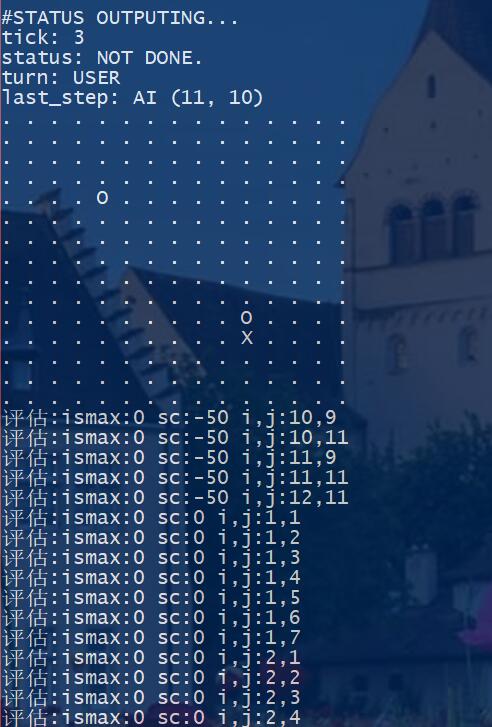 #STATUS OUTPUTING...
tick: 3
status: NOT DONE.
turn: USER
last_step: AI (11, 10)
. . . . . . . . . . . . . . .
. . . . . . . . . . . . . . .
. . . . . . . . . . . . . . .
. . . . . . . . . . . . . . .
. . . . O . . . . . . . . . .
. . . . . . . . . . . . . . .
. . . . . . . . . . . . . . .
. . . . . . . . . . . . . . .
. . . . . . . . . . . . . . .
. . . . . . . . . . . . . . .
. . . . . . . . . . O . . . .
. . . . . . . . . . X . . . .
. . . . . . . . . . . . . . .
. . . . . . . . . . . . . . .
. . . . . . . . . . . . . . .
评估:ismax:0 sc:-50 i,j:10,9
评估:ismax:0 sc:-50 i,j:10,11
评估:ismax:0 sc:-50 i,j:11,9
评估:ismax:0 sc:-50 i,j:11,11
评估:ismax:0 sc:-50 i,j:12,11
评估:ismax:0 sc:0 i,j:1,1
评估:ismax:0 sc:0 i,j:1,2
评估:ismax:0 sc:0 i,j:1,3
评估:ismax:0 sc:0 i,j:1,4
评估:ismax:0 sc:0 i,j:1,5
评估:ismax:0 sc:0 i,j:1,6
评估:ismax:0 sc:0 i,j:1,7
评估:ismax:0 sc:0 i,j:2,1
评估:ismax:0 sc:0 i,j:2,2
评估:ismax:0 sc:0 i,j:2,3
评估:ismax:0 sc:0 i,j:2,4